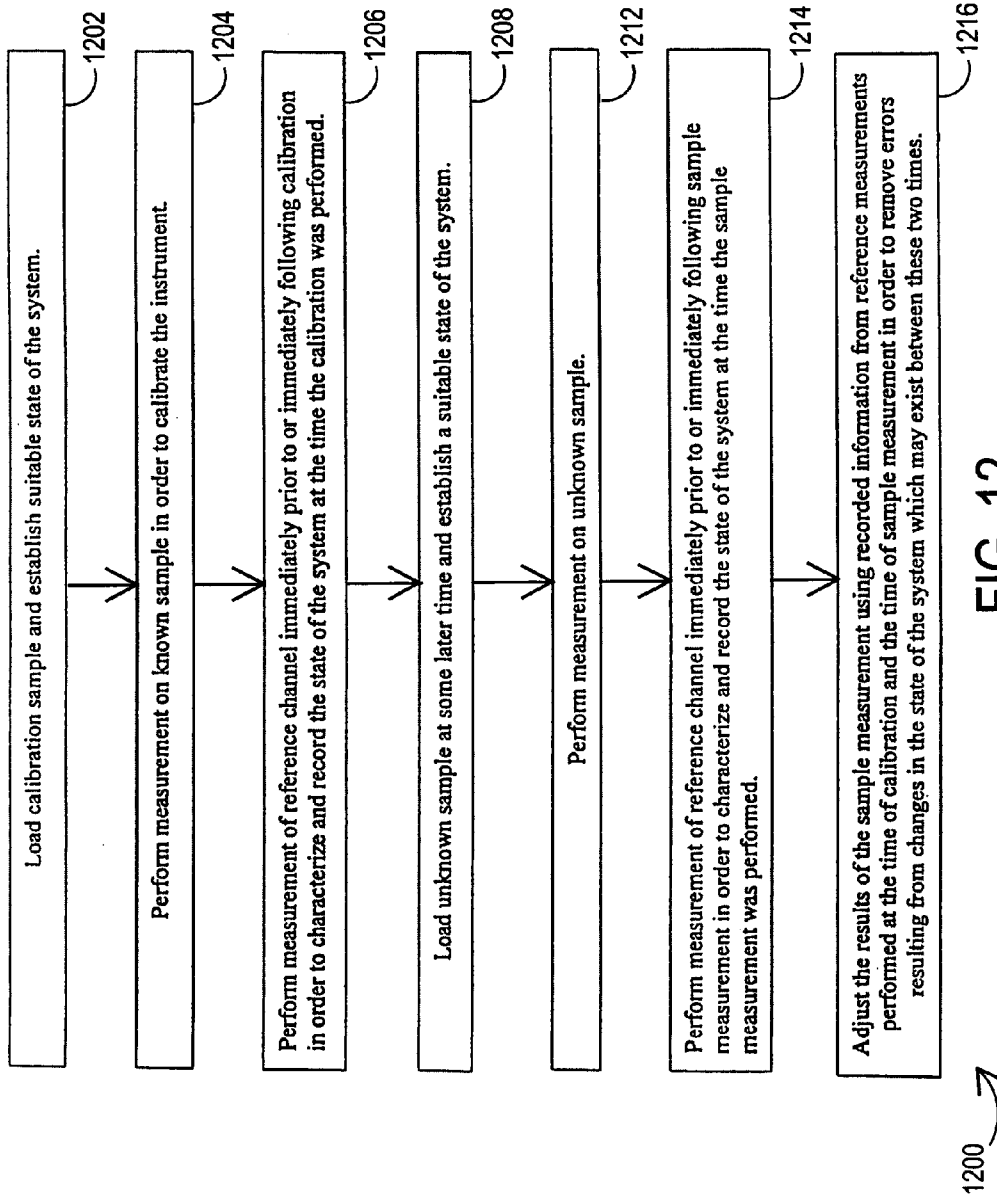 Load calibration sample and establish suitable state of the system.
1202
Perform measurement on known sample in order to calibrate the instrument.
1204
Perform measurement of reference channel immediately prior to or immediately following calibration
in order to characterize and record the state of the system at the time the calibration was performed.
1206
Load unknown sample at some later time and establish a suitable state of the system.
1208
Perform measurement on unknown sample.
1212
Perform measurement of reference channel immediately prior to or immediately following sample
measurement in order to characterize and record the state of the system at the time the sample
measurement was performed.
1214
Adjust the results of the sample measurement using recorded information from reference measurements
performed at the time of calibration and the time of sample measurement in order to remove errors
resulting from changes in the state of the system which may exist between these two times.
1216
1200
FIG 12